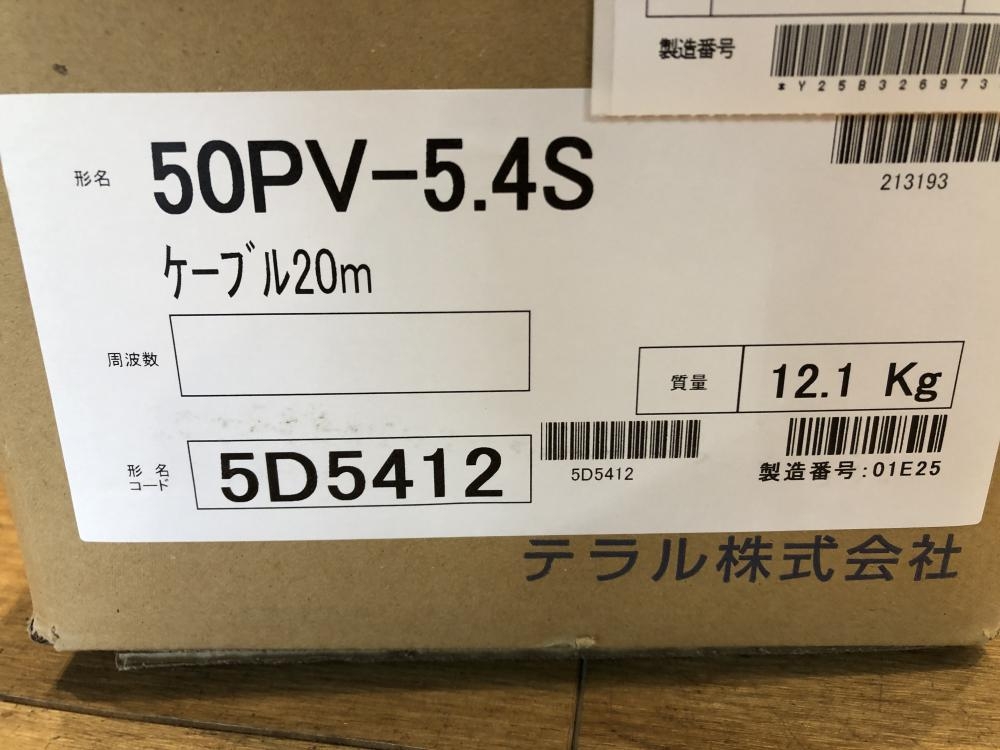 製造番号
*Y25B326973
形名
50PV-5.4S
213193
ケーブル20m
周波数
質量
12.1 Kg
形名
コード
5D5412
5D5412
製造番号:01E25
テラル株式会社